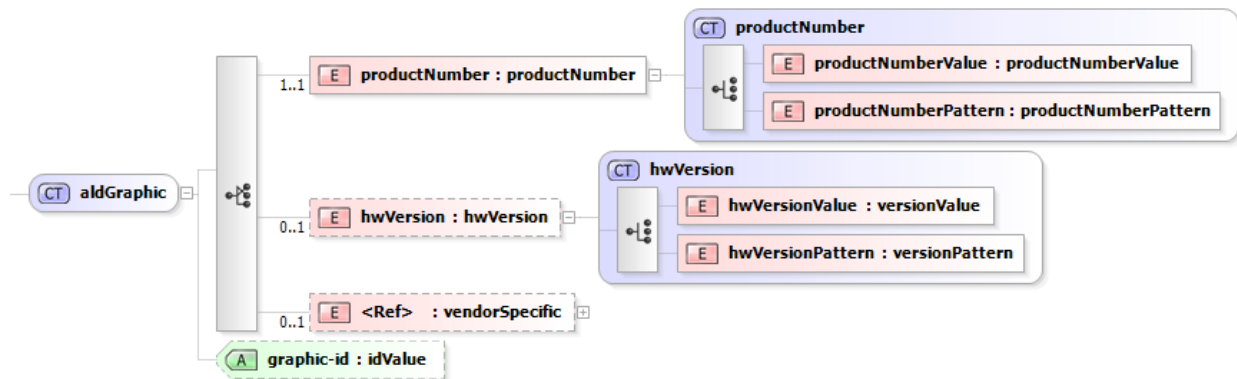 CT productNumber
E productNumberValue : productNumberValue
E productNumber : productNumber
1..1
E productNumberPattern : productNumberPattern
CT aldGraphic
CT hwVersion
E hwVersionValue : versionValue
E hwVersion : hwVersion
0..1
E hwVersionPattern : versionPattern
E <Ref> : vendorSpecific
0..1
A graphic-id : idValue